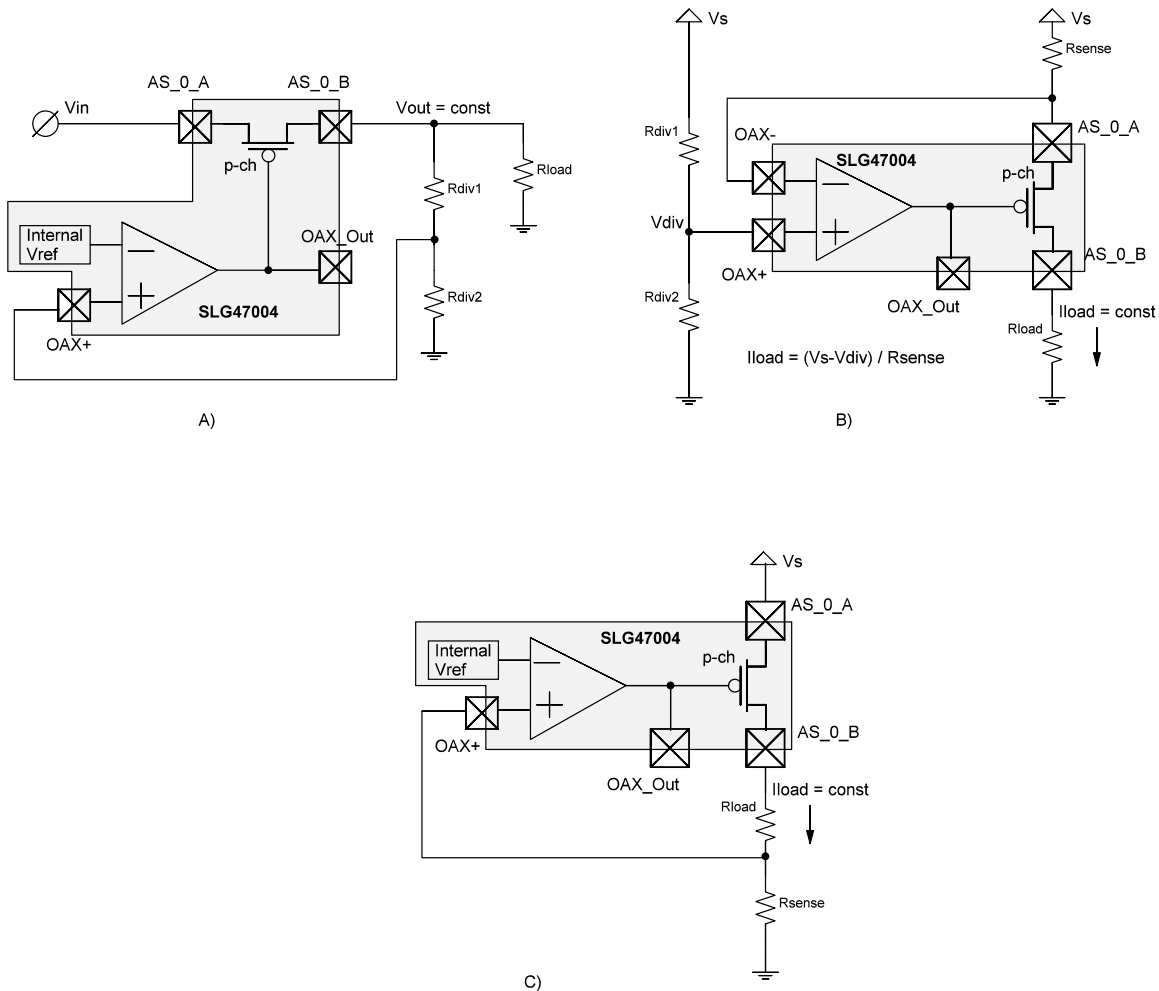 AS_0_A
AS_0_B
Vin
Vout = const
p-ch
Rdiv1
Rload
Internal
Vref
OAX_Out
Rdiv2
SLG47004
OAX+
A)
Vs
Vs
Rsense
Rdiv1
OAX-
AS_0_A
SLG47004
p-ch
Vdiv
OAX+
AS_0_B
Rdiv2
OAX_Out
Iload = const
Rload
Iload = (Vs-Vdiv) / Rsense
B)
Vs
AS_0_A
SLG47004
Internal
Vref
p-ch
OAX+
AS_0_B
OAX_Out
Iload = const
Rload
Rsense
C)